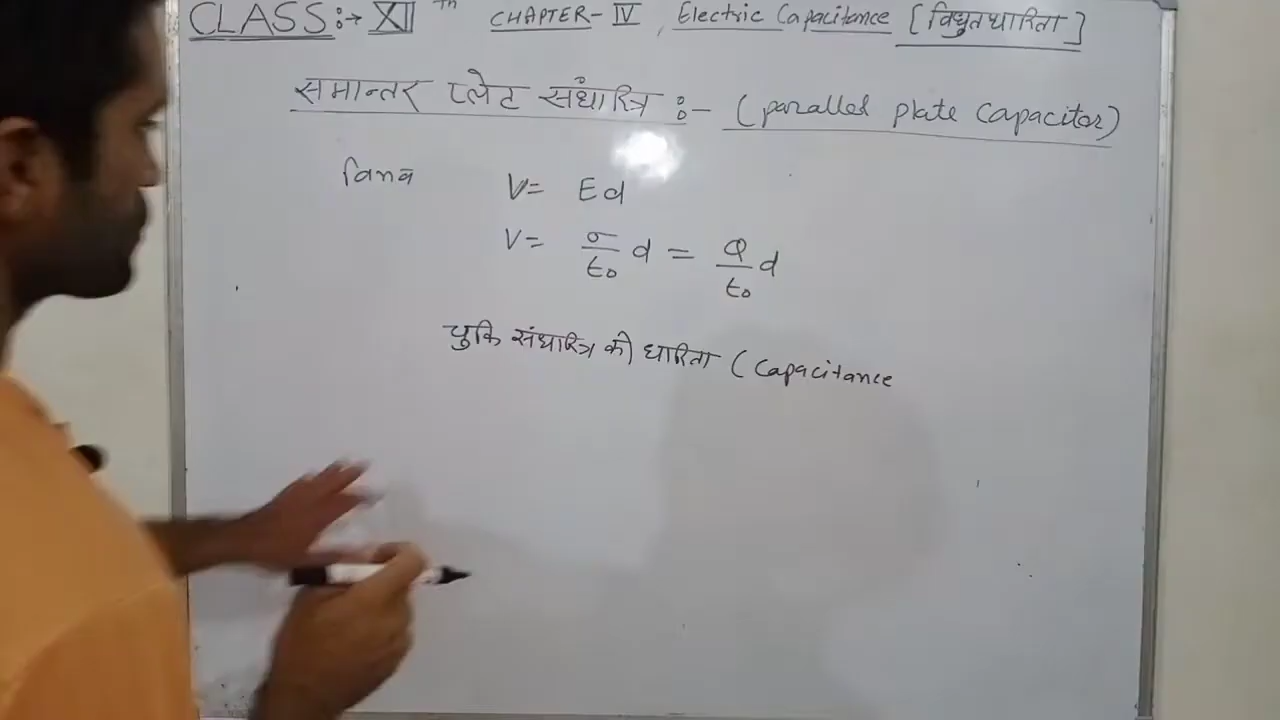 CLASS:→ XII th CHAPTER-IV, Electric Capacitance [विधुतधारिता]
समान्तर प्लेट संधारित्र :- (parallel plate capacitor)
V= Ed
V= σ/ε0 d = Q/ε0 d
चुकि संधारित्र की धारिता (Capacitance